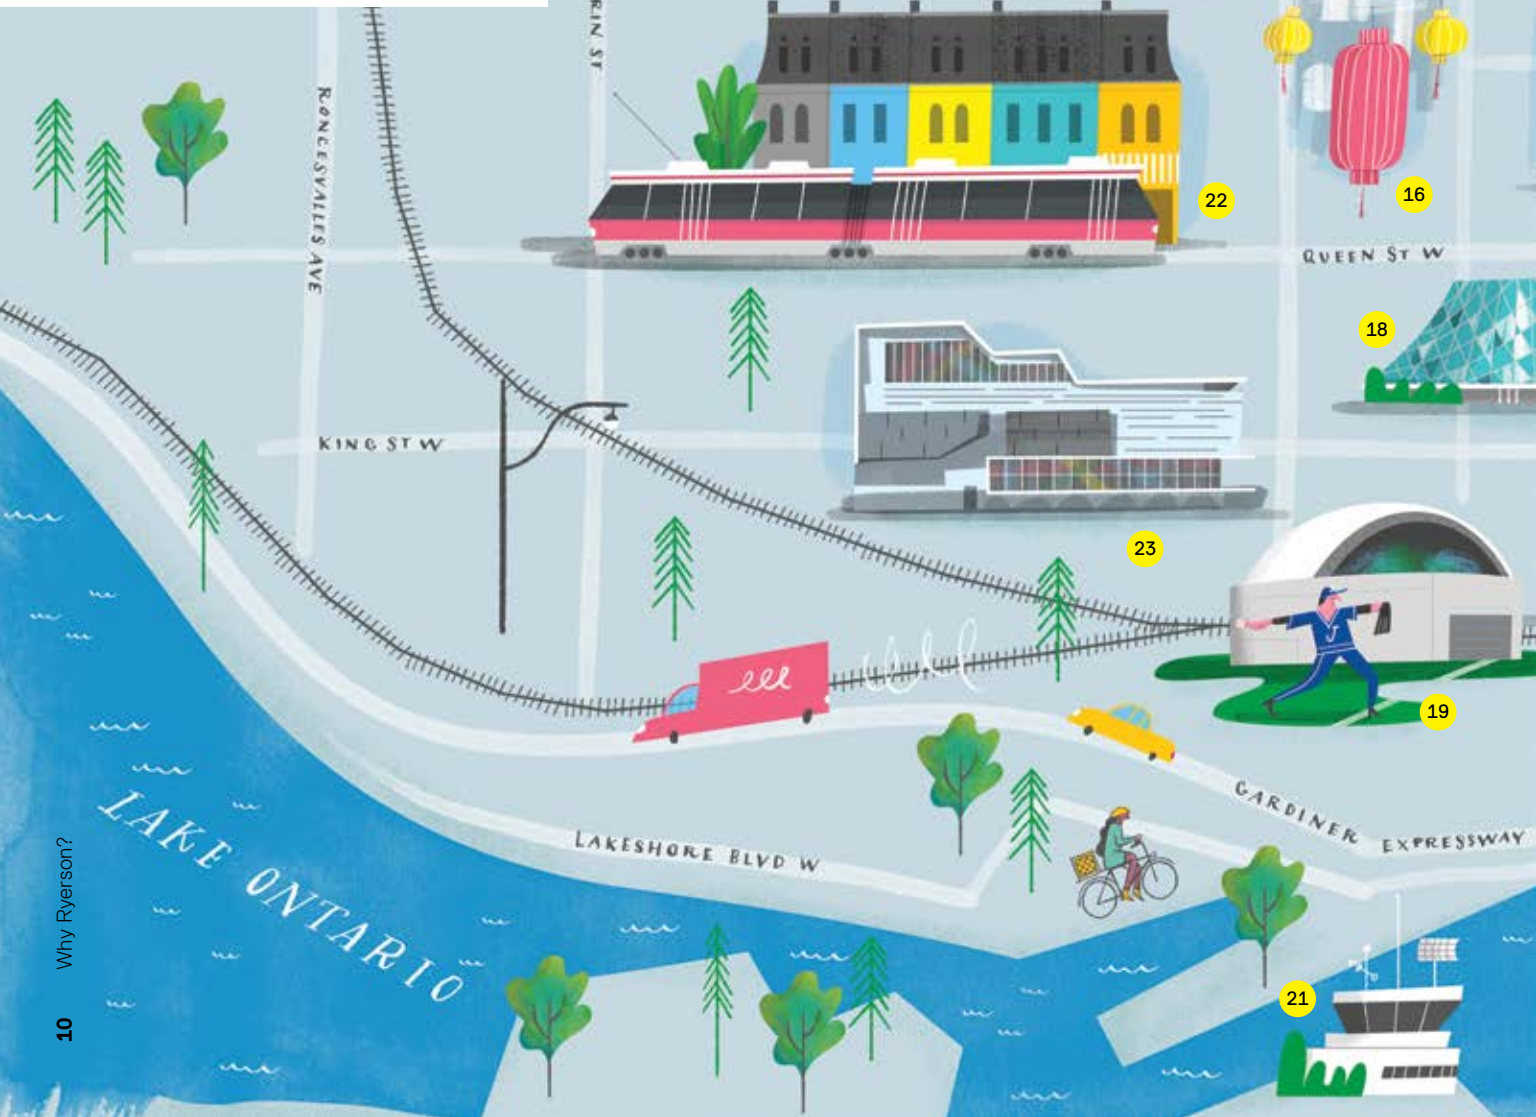 RIN ST
RONCESVALLES AVE
22
16
QUEEN ST W
18
KING ST W
23
J
19
GARDINER EXPRESSWAY
LAKESHORE BLVD W
LAKE ONTARIO
21
10 Why Ryerson?